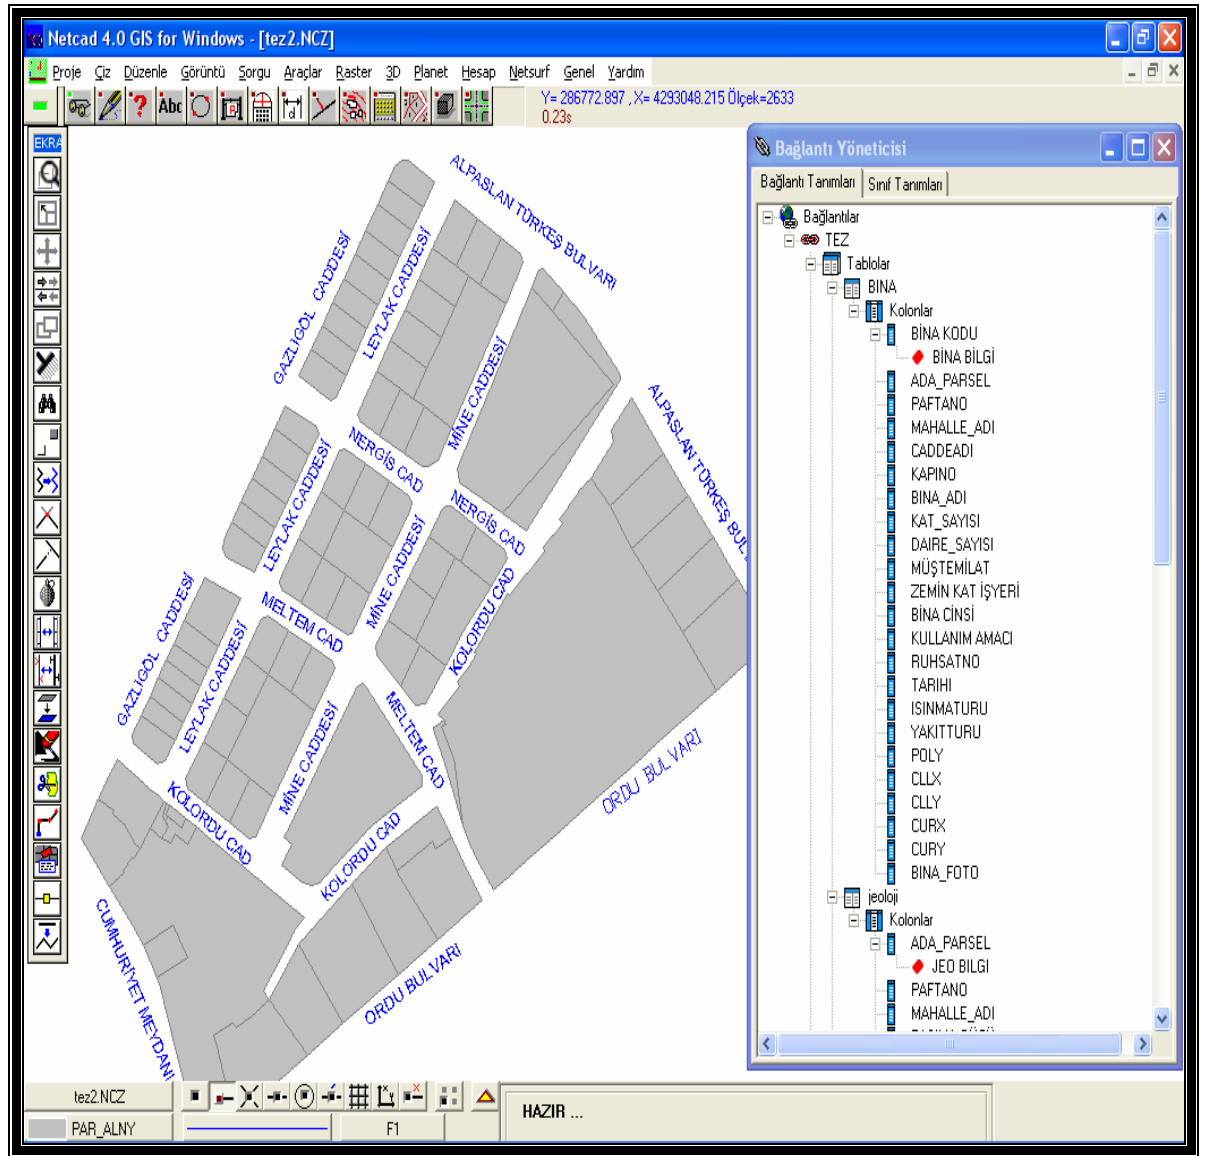 Netcad 4.0 GIS for Windows - [tez2.NCZ]
Proje Çiz Düzenle Görüntü Sorgu Araçlar Raster 3D Planet Hesap Netsurf Genel Yardım
Abc
Y= 286772.897 , X= 4293048.215 Ölçek=2633
0.23s
EKRA
ALPASLAN TÜRKEŞ BULVARI
GAZLIGÖL CADDESİ
LEYLAK CADDESİ
MİNE CADDESİ
ALPASLAN TÜRKEŞ BUL
NERGİS CAD
NERGİS CAD
LEYLAK CADDESİ
MİNE CADDESİ
KOLORDU CAD
MELTEM CAD
GAZLIGÖL CADDESİ
LEYLAK CADDESİ
MİNE CADDESİ
MELTEM CAD
ORDU BULVARI
KOLORDU CAD
KOLORDU CAD
CUMHURİYET MEYDANI
ORDU BULVARI
Bağlantı Yöneticisi
Bağlantı Tanımları Sınıf Tanımları
Bağlantılar
TEZ
Tablolar
BINA
Kolonlar
BİNA KODU
BİNA BİLGİ
ADA_PARSEL
PAFTANO
MAHALLE_ADI
CADDEADI
KAPINO
BINA_ADI
KAT_SAYISI
DAIRE_SAYISI
MÜŞTEMİLAT
ZEMİN KAT İŞYERİ
BİNA CİNSİ
KULLANIM AMACI
RUHSATNO
TARIHI
ISINMATURU
YAKITTURU
POLY
CLLX
CLLY
CURX
CURY
BINA_FOTO
jeoloji
Kolonlar
ADA_PARSEL
JEO BILGI
PAFTANO
MAHALLE_ADI
tez2.NCZ
HAZIR ...
PAR_ALNY
F1